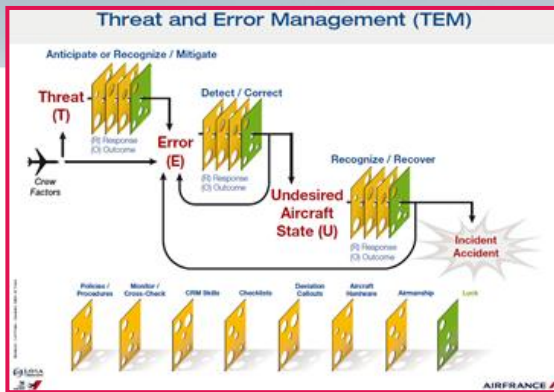 Threat and Error Management (TEM)
Anticipate or Recognize / Mitigate
Threat
(T)
(R) Response
(O) Outcome
Detect / Correct
Error
(E)
(R) Response
(O) Outcome
Crew
Factors
Recognize / Recover
Undesired
Aircraft
State (U)
(R) Response
(O) Outcome
Incident
Accident
Policies /
Procedures
Monitor /
Cross-Check
CRM Skills
Checklists
Deviation
Callouts
Aircraft
Hardware
Airmanship
Luck
LOSA
AIRFRANCE